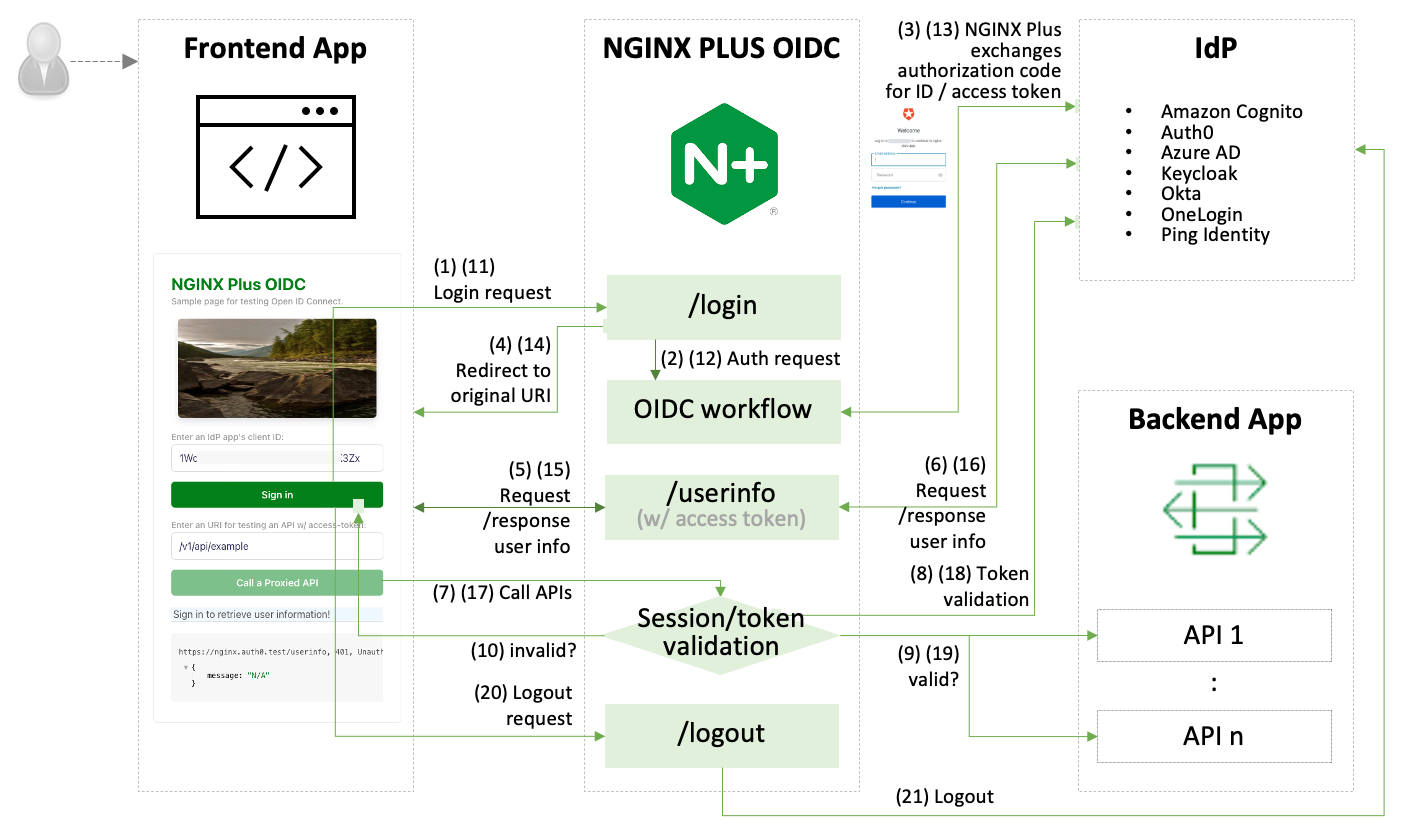 Frontend App
NGINX Plus OIDC
Sample page for testing Open ID Connect.
Enter an IdP app's client ID:
1Wc
3Zx
Sign in
Enter an URI for testing an API w/ access-token:
/v1/api/example
Call a Proxied API
Sign in to retrieve user information!
https://nginx.auth0.test/userinfo, 401, Unauth
{
message: "N/A"
}
(1) (11)
Login request
(4) (14)
Redirect to
original URI
(5) (15)
Request
/response
user info
(7) (17) Call APIs
(10) invalid?
(20) Logout
request
NGINX PLUS OIDC
N+
®
/login
(2) (12) Auth request
OIDC workflow
/userinfo
(w/ access token)
Session/token
validation
/logout
(3) (13) NGINX Plus
exchanges
authorization code
for ID / access token
Welcome
Password
Continue
(6) (16)
Request
/response
user info
(8) (18) Token
validation
(9) (19)
valid?
(21) Logout
IdP
• Amazon Cognito
• Auth0
• Azure AD
• Keycloak
• Okta
• OneLogin
• Ping Identity
Backend App
API 1
:
API n